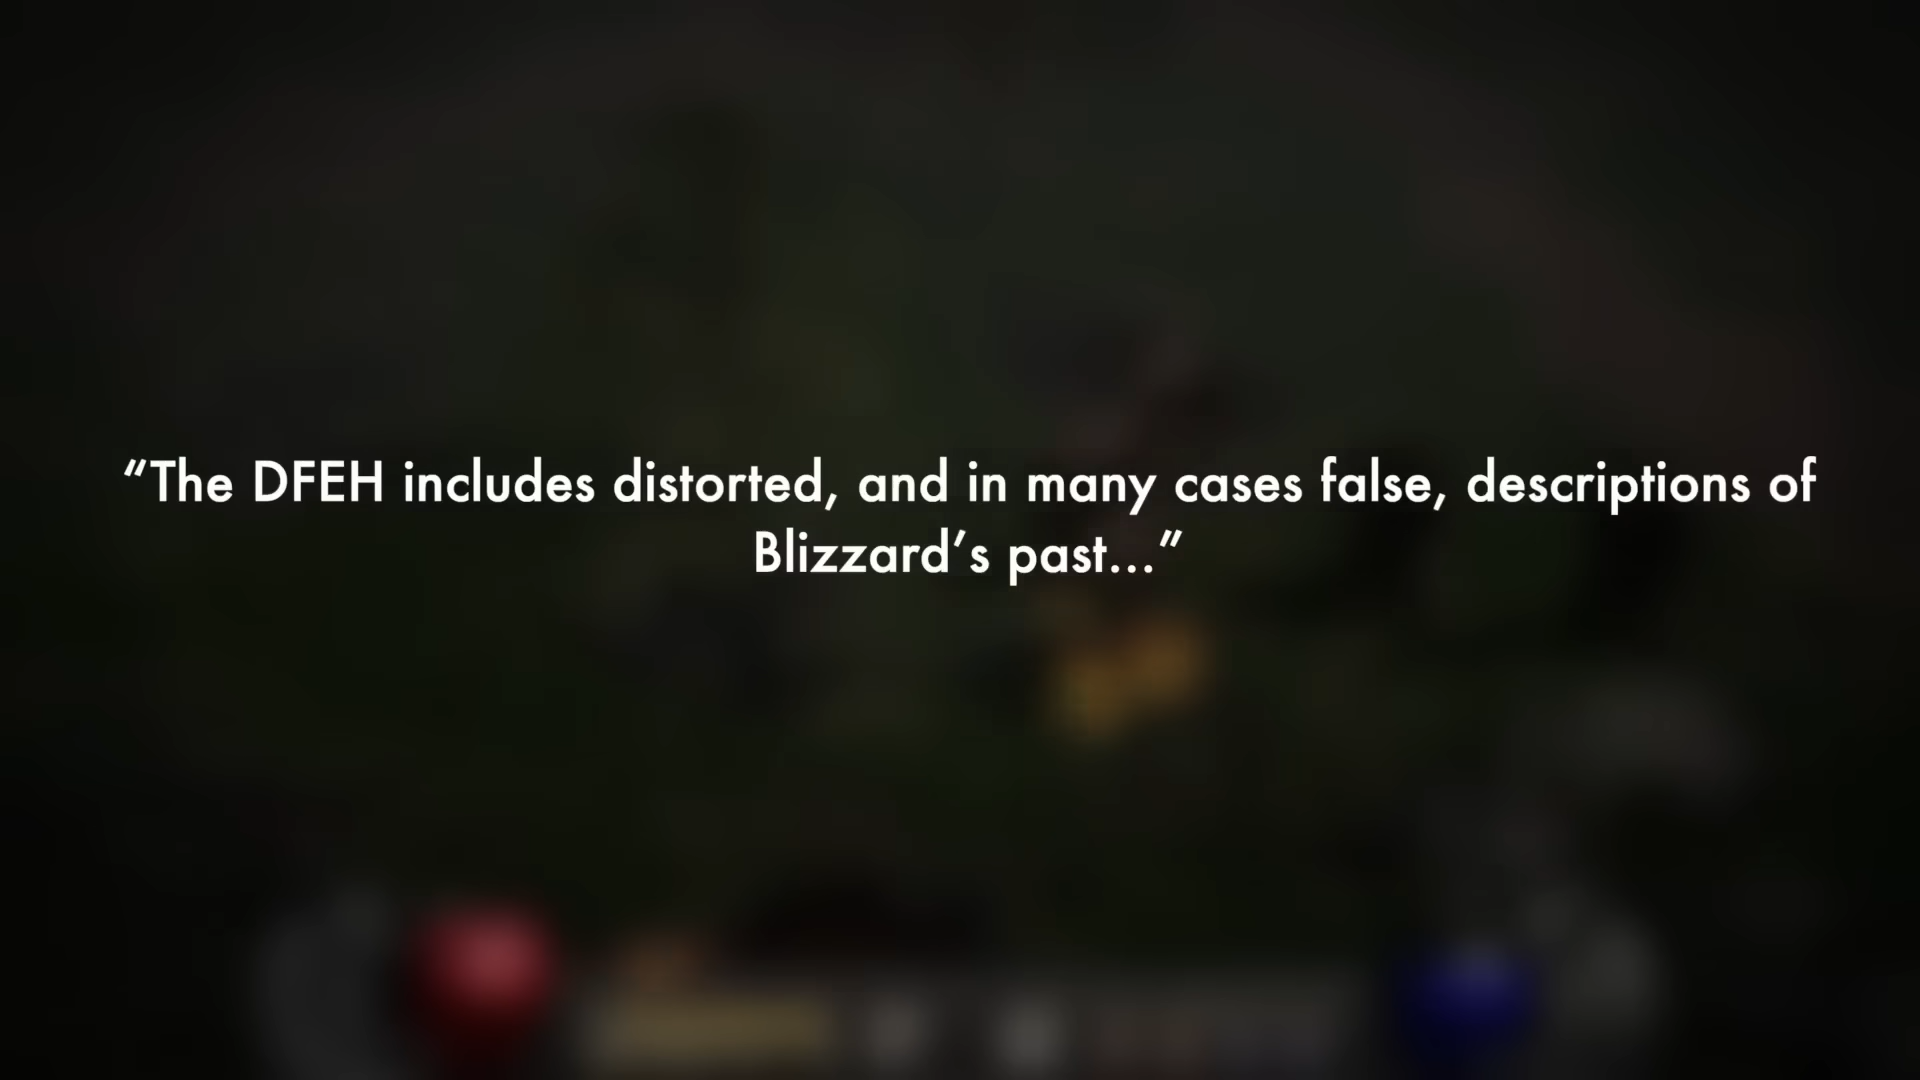 “The DFEH includes distorted, and in many cases false, descriptions of
Blizzard’s past...”